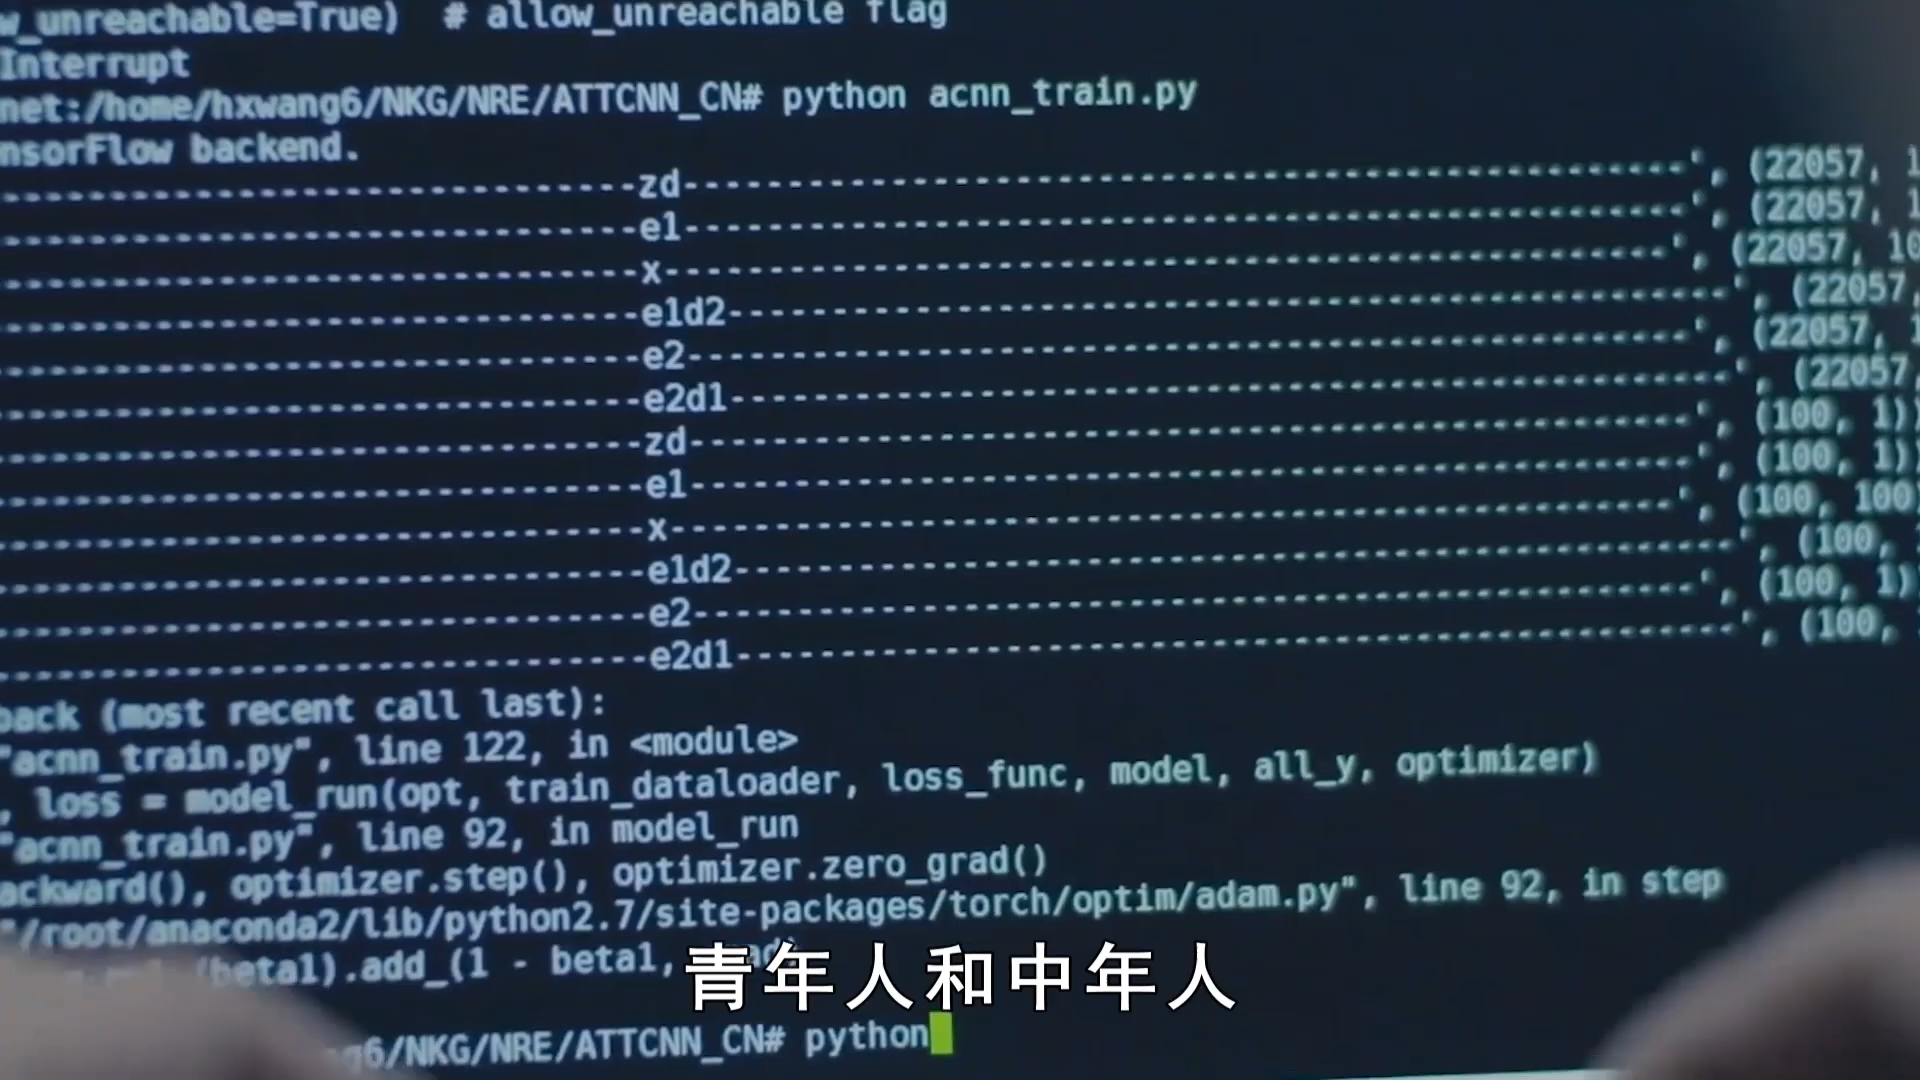 w_unreachable=True)  # allow_unreachable flag
Interrupt
net:/home/hxwang6/NKG/NRE/ATTCNN_CN# python acnn_train.py
nsorFlow backend.
-------------------------------zd-------------------------------------------------', (22057, 1
-------------------------------e1-------------------------------------------------', (22057, 1
-------------------------------x-------------------------------------------------', (22057, 10
-------------------------------e1d2-------------------------------------------------', (22057,
-------------------------------e2-------------------------------------------------', (22057, 1
-------------------------------e2d1-------------------------------------------------', (22057,
-------------------------------zd-------------------------------------------------', (100, 1))
-------------------------------e1-------------------------------------------------', (100, 1))
-------------------------------x-------------------------------------------------', (100, 100)
-------------------------------e1d2-------------------------------------------------', (100,
-------------------------------e2-------------------------------------------------', (100, 1)
-------------------------------e2d1-------------------------------------------------', (100,
back (most recent call last):
"acnn_train.py", line 122, in <module>
, loss = model_run(opt, train_dataloader, loss_func, model, all_y, optimizer)
"acnn_train.py", line 92, in model_run
ackward(), optimizer.step(), optimizer.zero_grad()
"/root/anaconda2/lib/python2.7/site-packages/torch/optim/adam.py", line 92, in step
(beta1).add_(1 - beta1,
青年人和中年人
g6/NKG/NRE/ATTCNN_CN# python